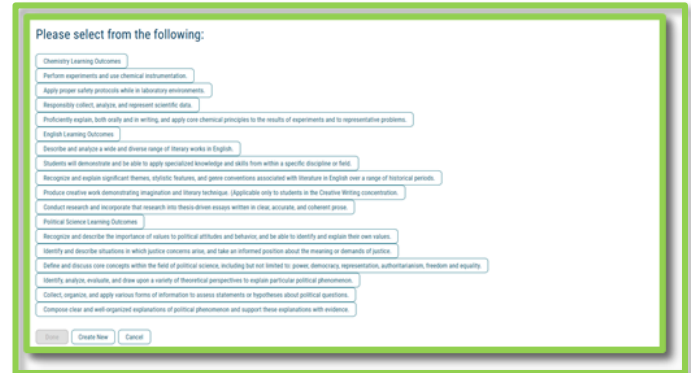 Please select from the following:
Chemistry Learning Outcomes
Perform experiments and use chemical instrumentation.
Apply proper safety protocols while in laboratory environments.
Responsibly collect, analyze, and represent scientific data.
Proficiently explain, both orally and in writing, and apply core chemical principles to the results of experiments and to representative problems.
English Learning Outcomes
Describe and analyze a wide and diverse range of literary works in English.
Students will demonstrate and be able to apply specialized knowledge and skills from within a specific discipline or field.
Recognize and explain significant themes, stylistic features, and genre conventions associated with literature in English over a range of historical periods.
Produce creative work demonstrating imagination and literary technique. (Applicable only to students in the Creative Writing concentration.
Conduct research and incorporate that research into thesis-driven essays written in clear, accurate, and coherent prose.
Political Science Learning Outcomes
Recognize and describe the importance of values to political attitudes and behavior, and be able to identify and explain their own values.
Identify and describe situations in which justice concerns arise, and take an informed position about the meaning or demands of justice.
Define and discuss core concepts within the field of political science, including but not limited to: power, democracy, representation, authoritarianism, freedom and equality.
Identify, analyze, evaluate, and draw upon a variety of theoretical perspectives to explain particular political phenomenon.
Collect, organize, and apply various forms of information to assess statements or hypotheses about political questions.
Compose clear and well-organized explanations of political phenomenon and support these explanations with evidence.
Done Create New Cancel